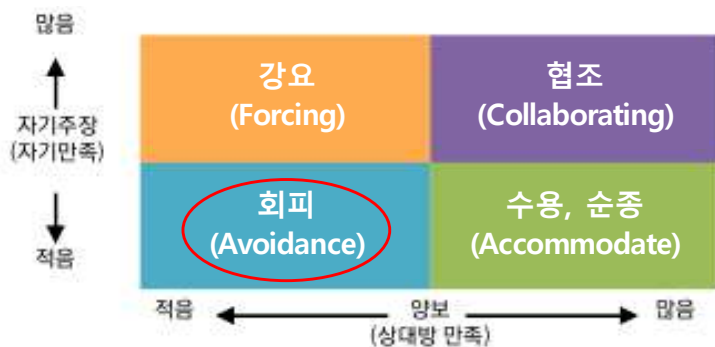 많음
강요
(Forcing)
협조
(Collaborating)
자기주장
(자기만족)
회피
(Avoidance)
수용, 순종
(Accommodate)
적음
적음
양보
(상대방 만족)
많음